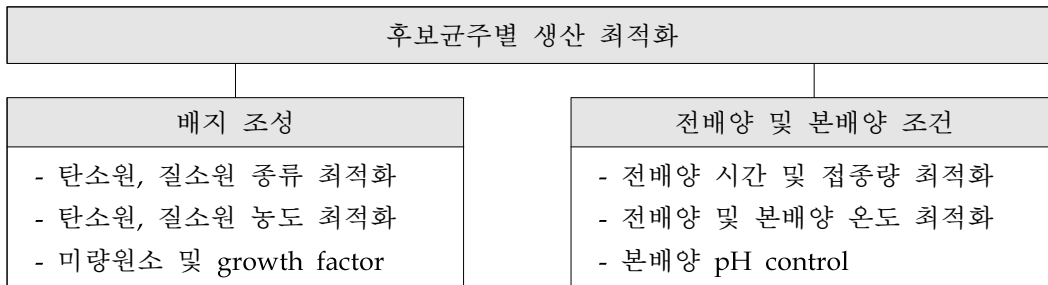 후보균주별 생산 최적화
배지 조성
- 탄소원, 질소원 종류 최적화
- 탄소원, 질소원 농도 최적화
- 미량원소 및 growth factor
전배양 및 본배양 조건
- 전배양 시간 및 접종량 최적화
- 전배양 및 본배양 온도 최적화
- 본배양 pH control